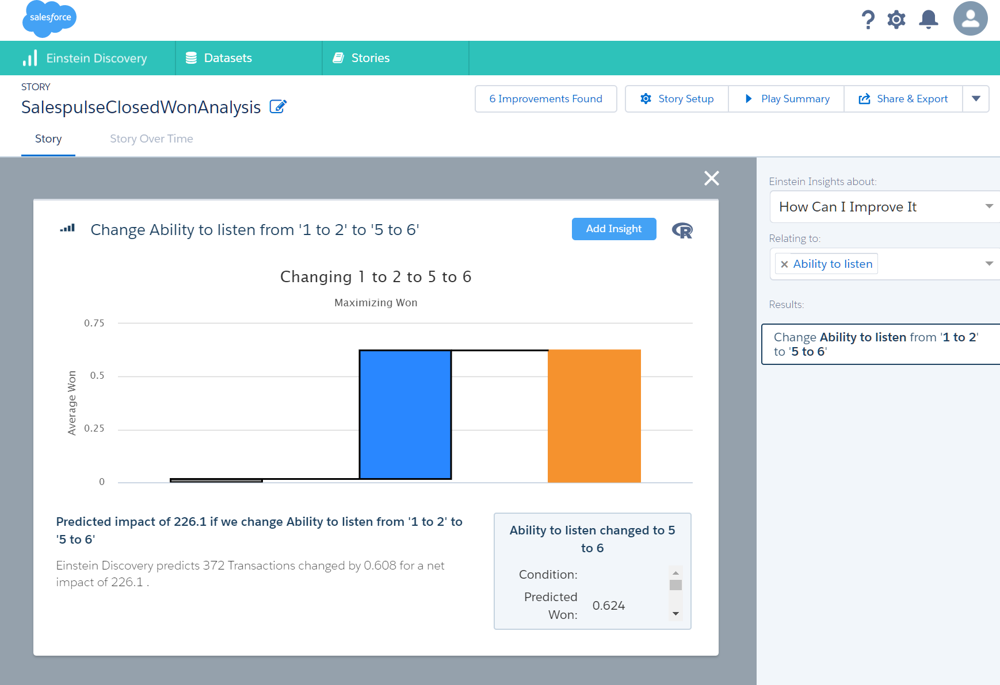 salesforce
Einstein Discovery
Datasets
Stories
STORY
SalespulseClosedWonAnalysis
6 Improvements Found
Story Setup
Play Summary
Share & Export
Story
Story Over Time
Change Ability to listen from '1 to 2' to '5 to 6'
Add Insight
R
Changing 1 to 2 to 5 to 6
Maximizing Won
Average Won
0.75
0.5
0.25
0
Predicted impact of 226.1 if we change Ability to listen from '1 to 2' to
'5 to 6'
Einstein Discovery predicts 372 Transactions changed by 0.608 for a net
impact of 226.1 .
Ability to listen changed to 5
to 6
Condition:
Predicted
Won:
0.624
Einstein Insights about:
How Can I Improve It
Relating to:
× Ability to listen
Results:
Change Ability to listen from '1 to 2'
to '5 to 6'